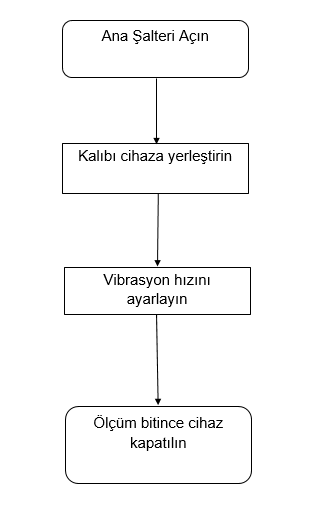 Ana Şalteri Açın
Kalıbı cihaza yerleştirin
Vibrasyon hızını
ayarlayın
Ölçüm bitince cihaz
kapatılın